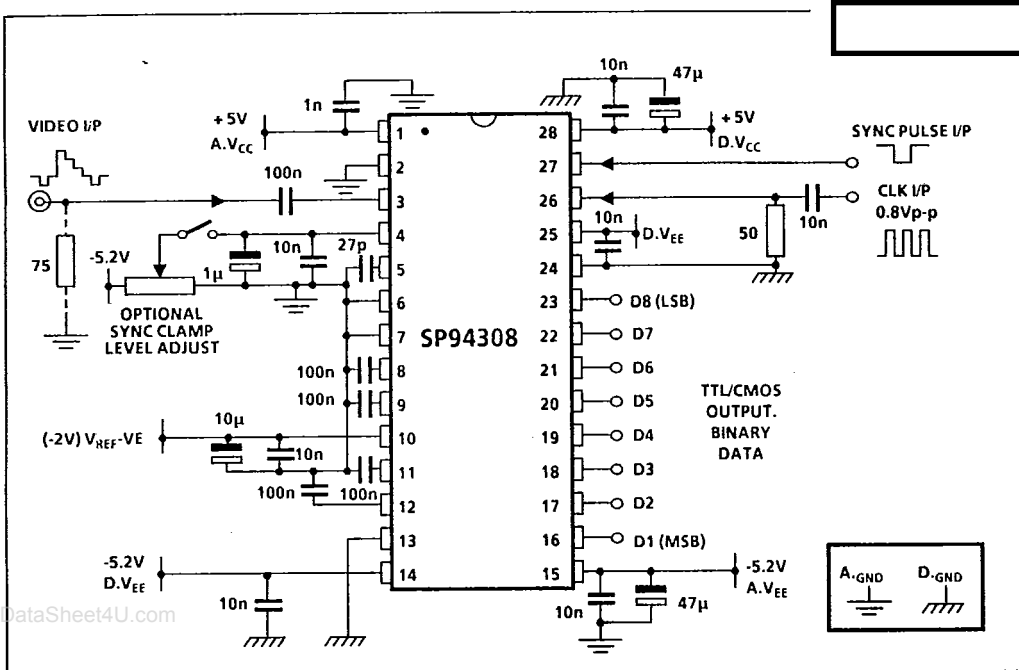 10n
47µ
1n
+5V
A.VCC
+5V
D.VCC
VIDEO I/P
SYNC PULSE I/P
100n
CLK I/P
0.8Vp-p
10n
10n
D.VEE
50
75
-5.2V
1µ
10n
27p
OPTIONAL
SYNC CLAMP
LEVEL ADJUST
SP94308
1
2
3
4
5
6
7
8
9
10
11
12
13
14
28
27
26
25
24
23
22
21
20
19
18
17
16
15
D8 (LSB)
D7
D6
D5
D4
D3
D2
D1 (MSB)
TTL/CMOS
OUTPUT.
BINARY
DATA
100n
100n
10µ
(-2V) VREF-VE
10n
100n
100n
-5.2V
D.VEE
10n
10n
47µ
-5.2V
A.VEE
A.GND
D.GND
DataSheet4U.com